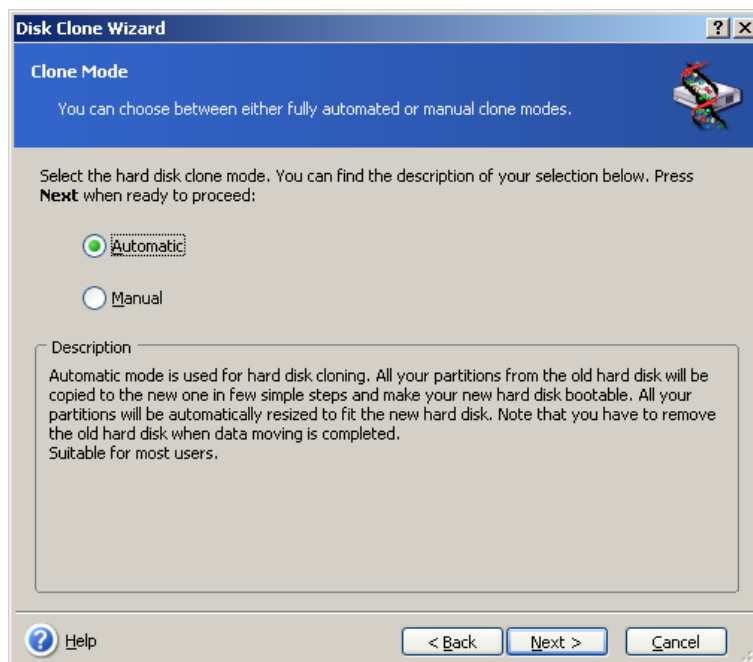 Disk Clone Wizard
Clone Mode
You can choose between either fully automated or manual clone modes.
Select the hard disk clone mode. You can find the description of your selection below. Press
Next when ready to proceed:
Automatic
Manual
Description
Automatic mode is used for hard disk cloning. All your partitions from the old hard disk will be
copied to the new one in few simple steps and make your new hard disk bootable. All your
partitions will be automatically resized to fit the new hard disk. Note that you have to remove
the old hard disk when data moving is completed.
Suitable for most users.
? Help
< Back
Next >
Cancel